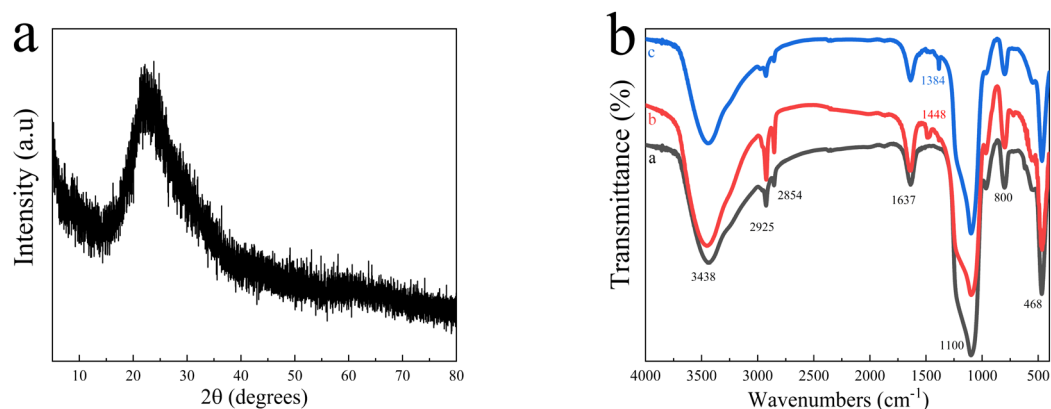 a
Intensity (a.u)
10 20 30 40 50 60 70 80
2θ (degrees)
b
Transmittance (%)
c
b
a
1384
1448
2854
2925
3438
1637
1100
800
468
4000 3500 3000 2500 2000 1500 1000 500
Wavenumbers (cm⁻¹)